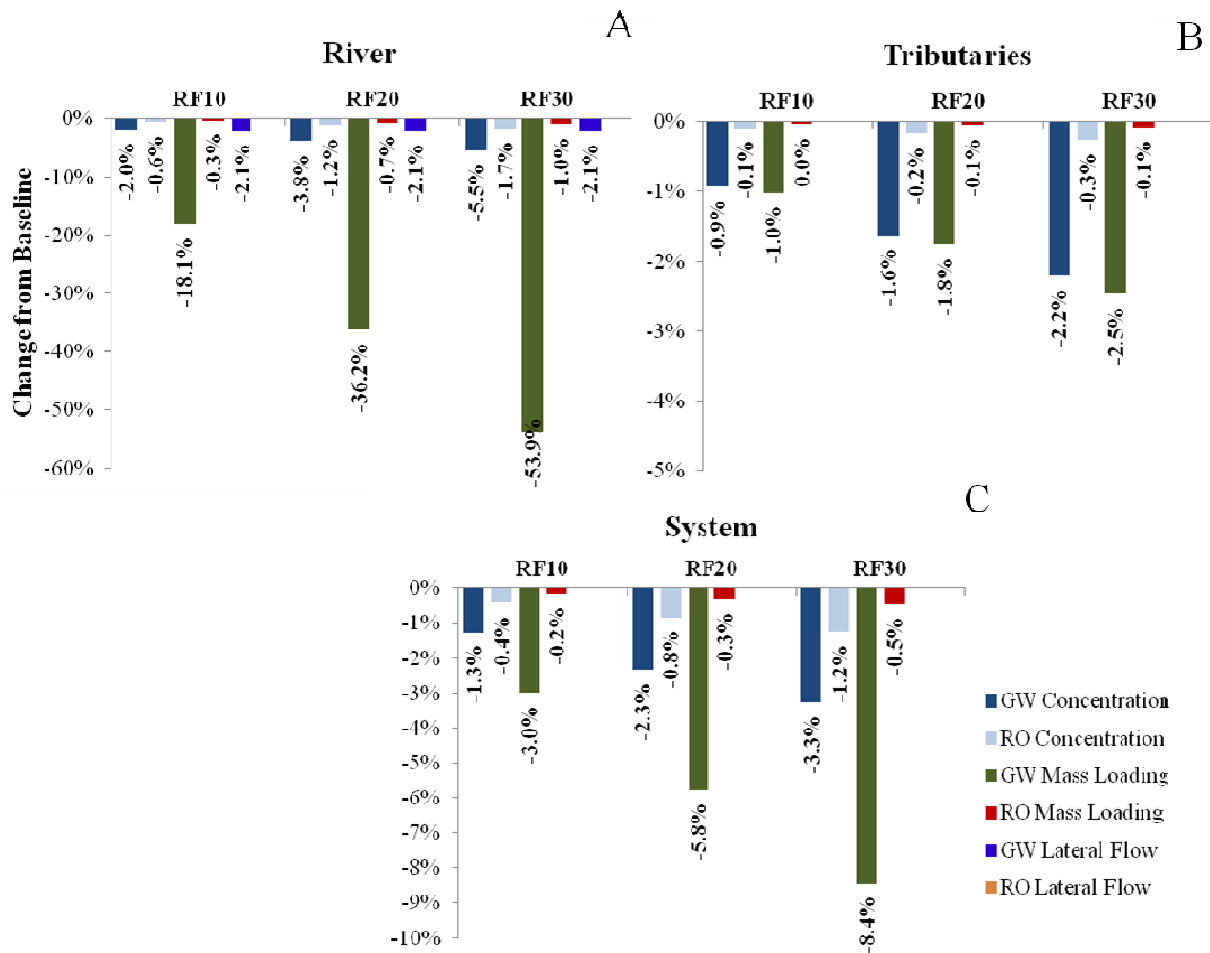 A
River
RF10 RF20 RF30
Change from Baseline
0%
-10%
-20%
-30%
-40%
-50%
-60%
-2.0% -0.6% -18.1% -0.3% -2.1%
-3.8% -1.2% -36.2% -0.7% -2.1%
-5.5% -1.7% -53.9% -1.0% -2.1%
B
Tributaries
RF10 RF20 RF30
0%
-1%
-2%
-3%
-4%
-5%
-0.9% -0.1% -1.0% 0.0%
-1.6% -0.2% -1.8% -0.1%
-2.2% -0.3% -2.5% -0.1%
C
System
RF10 RF20 RF30
0%
-1%
-2%
-3%
-4%
-5%
-6%
-7%
-8%
-9%
-10%
-1.3% -0.4% -3.0% -0.2%
-2.3% -0.8% -5.8% -0.3%
-3.3% -1.2% -8.4% -0.5%
GW Concentration
RO Concentration
GW Mass Loading
RO Mass Loading
GW Lateral Flow
RO Lateral Flow